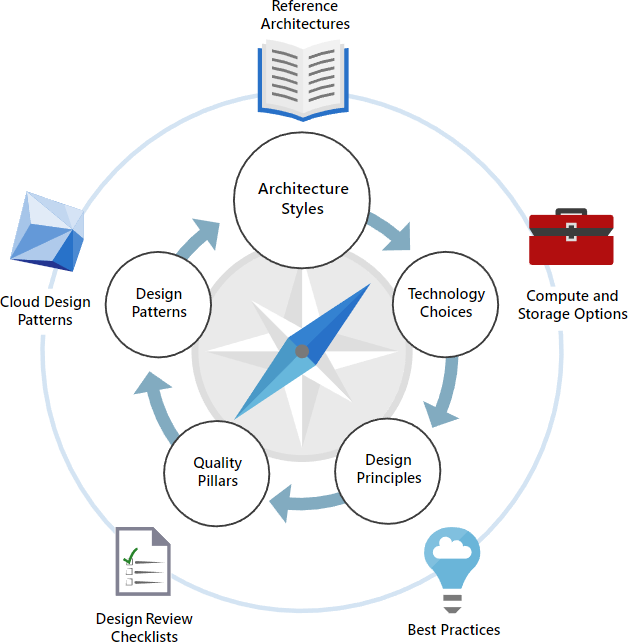 Reference
Architectures
Architecture
Styles
Cloud Design
Patterns
Design
Patterns
Technology
Choices
Compute and
Storage Options
Quality
Pillars
Design
Principles
Design Review
Checklists
Best Practices